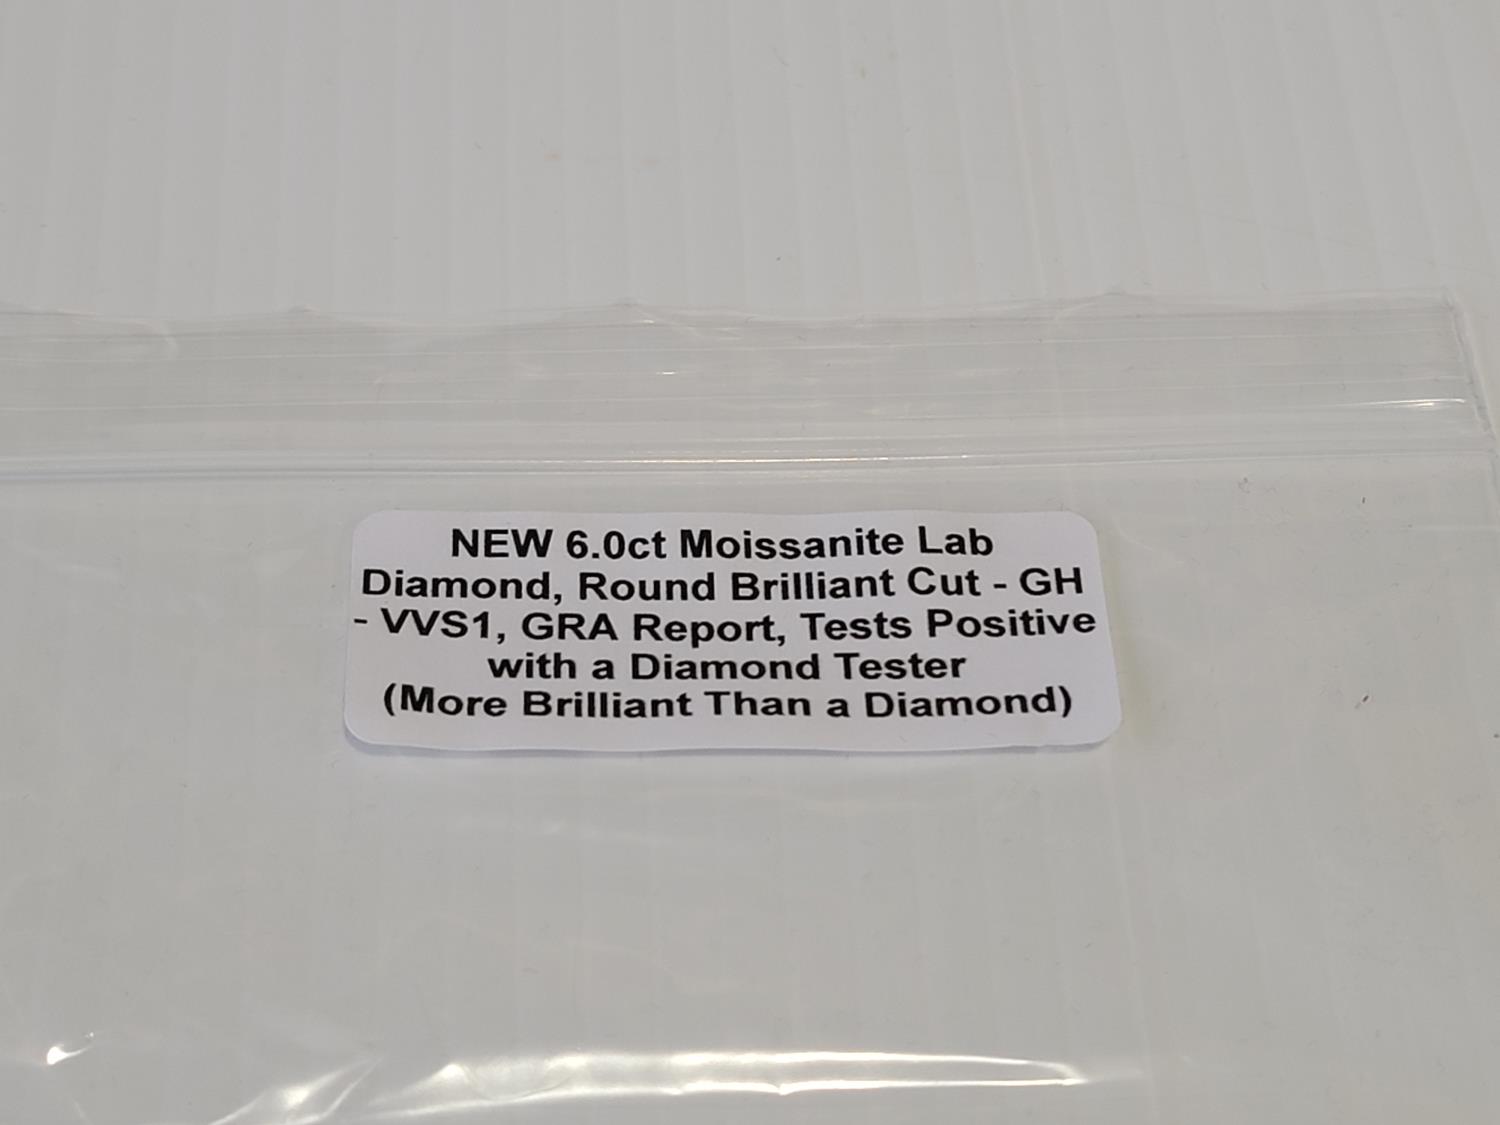 NEW 6.0ct Moissanite Lab
Diamond, Round Brilliant Cut - GH
- VVS1, GRA Report, Tests Positive
with a Diamond Tester
(More Brilliant Than a Diamond)